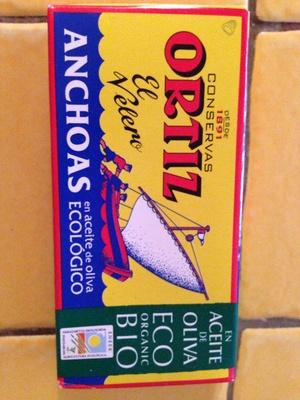 DESDE
1891
CONSERVAS
ORTIZ
El Velero
ANCHOAS
en aceite de oliva
ECOLÓGICO
EN
ACEITE
DE
OLIVA
ECO
ORGANIC
BIO